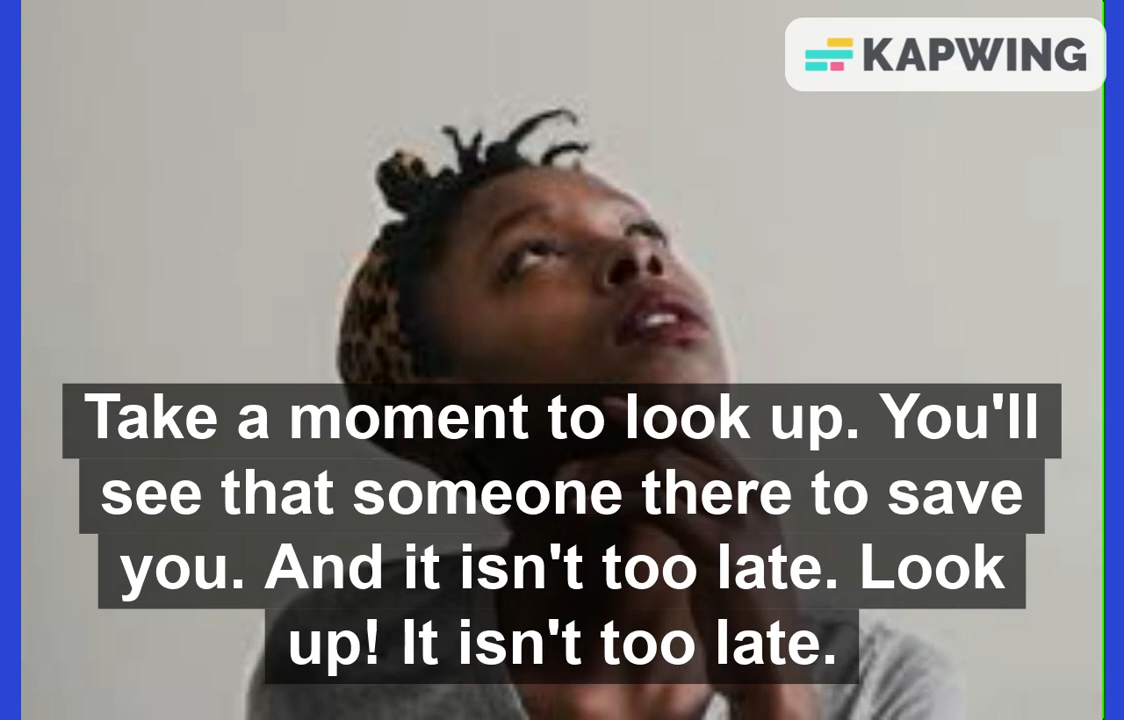 KAPWING
Take a moment to look up. You'll
see that someone there to save
you. And it isn't too late. Look
up! It isn't too late.